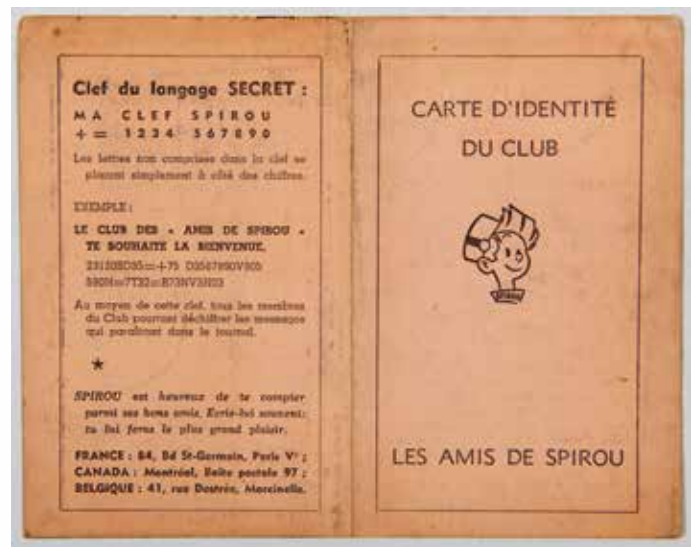 Clef du langage SECRET :
MA CLEF SPIROU
+= 1234 567890
Les lettres non comprises dans la clef se
placent simplement à côté des chiffres.
EXEMPLE :
LE CLUB DES « AMIS DE SPIROU »
TE SOUHAITE LA BIENVENUE.
Au moyen de cette clef, tous les membres
du Club pourront déchiffrer les messages
qui paraîtront dans le journal.
★
SPIROU est heureux de te compter
parmi ses bons amis. Ecris-lui souvent;
tu lui feras le plus grand plaisir.
FRANCE : 84, Bd St-Germain, Paris Vᵉ ;
CANADA : Montréal, Boîte postale 97 ;
BELGIQUE : 41, rue Destrée, Marcinelle.
CARTE D'IDENTITÉ
DU CLUB
SPIROU
LES AMIS DE SPIROU